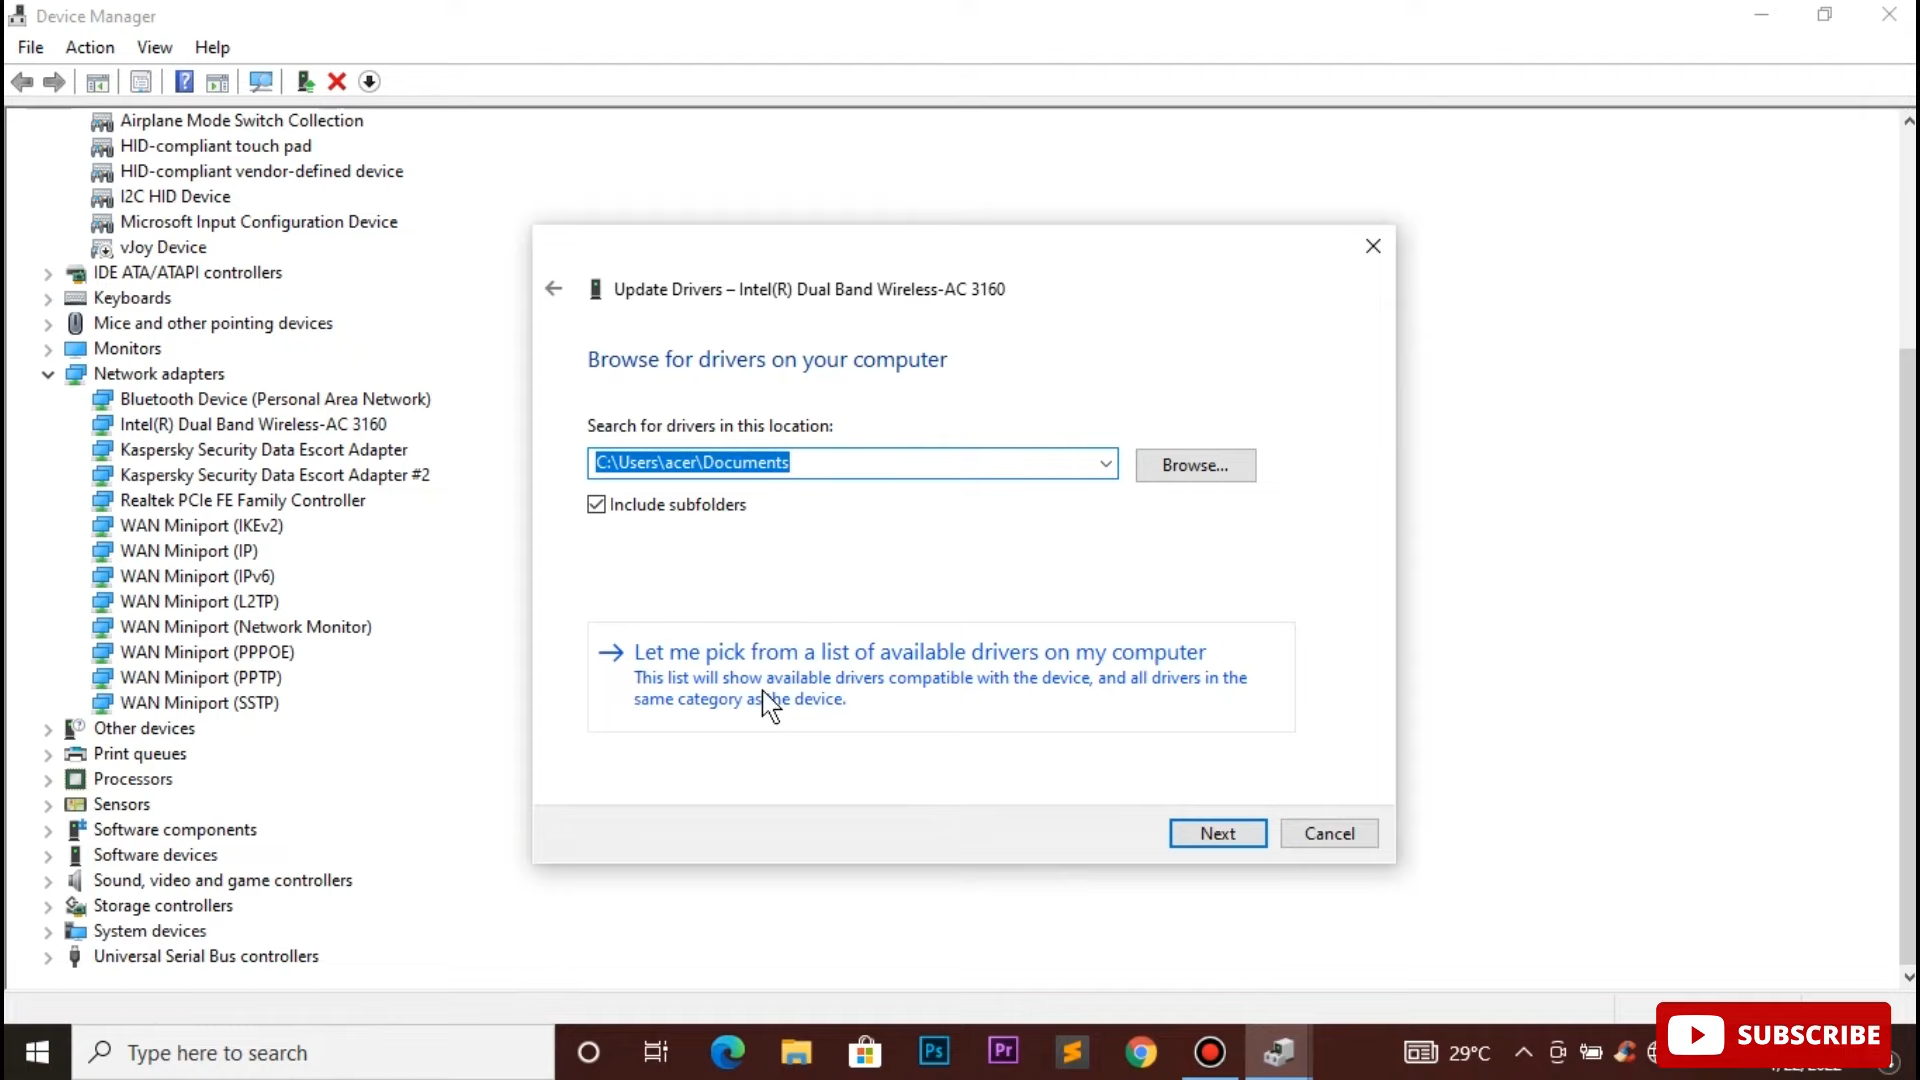 Device Manager
File Action View Help
Airplane Mode Switch Collection
HID-compliant touch pad
HID-compliant vendor-defined device
I2C HID Device
Microsoft Input Configuration Device
vJoy Device
IDE ATA/ATAPI controllers
Keyboards
Mice and other pointing devices
Monitors
Network adapters
Bluetooth Device (Personal Area Network)
Intel(R) Dual Band Wireless-AC 3160
Kaspersky Security Data Escort Adapter
Kaspersky Security Data Escort Adapter #2
Realtek PCIe FE Family Controller
WAN Miniport (IKEv2)
WAN Miniport (IP)
WAN Miniport (IPv6)
WAN Miniport (L2TP)
WAN Miniport (Network Monitor)
WAN Miniport (PPPOE)
WAN Miniport (PPTP)
WAN Miniport (SSTP)
Other devices
Print queues
Processors
Sensors
Software components
Software devices
Sound, video and game controllers
Storage controllers
System devices
Universal Serial Bus controllers
Update Drivers – Intel(R) Dual Band Wireless-AC 3160
Browse for drivers on your computer
Search for drivers in this location:
C:\Users\acer\Documents
Browse...
Include subfolders
Let me pick from a list of available drivers on my computer
This list will show available drivers compatible with the device, and all drivers in the
same category as the device.
Next
Cancel
Type here to search
Ps
Pr
29°C
SUBSCRIBE